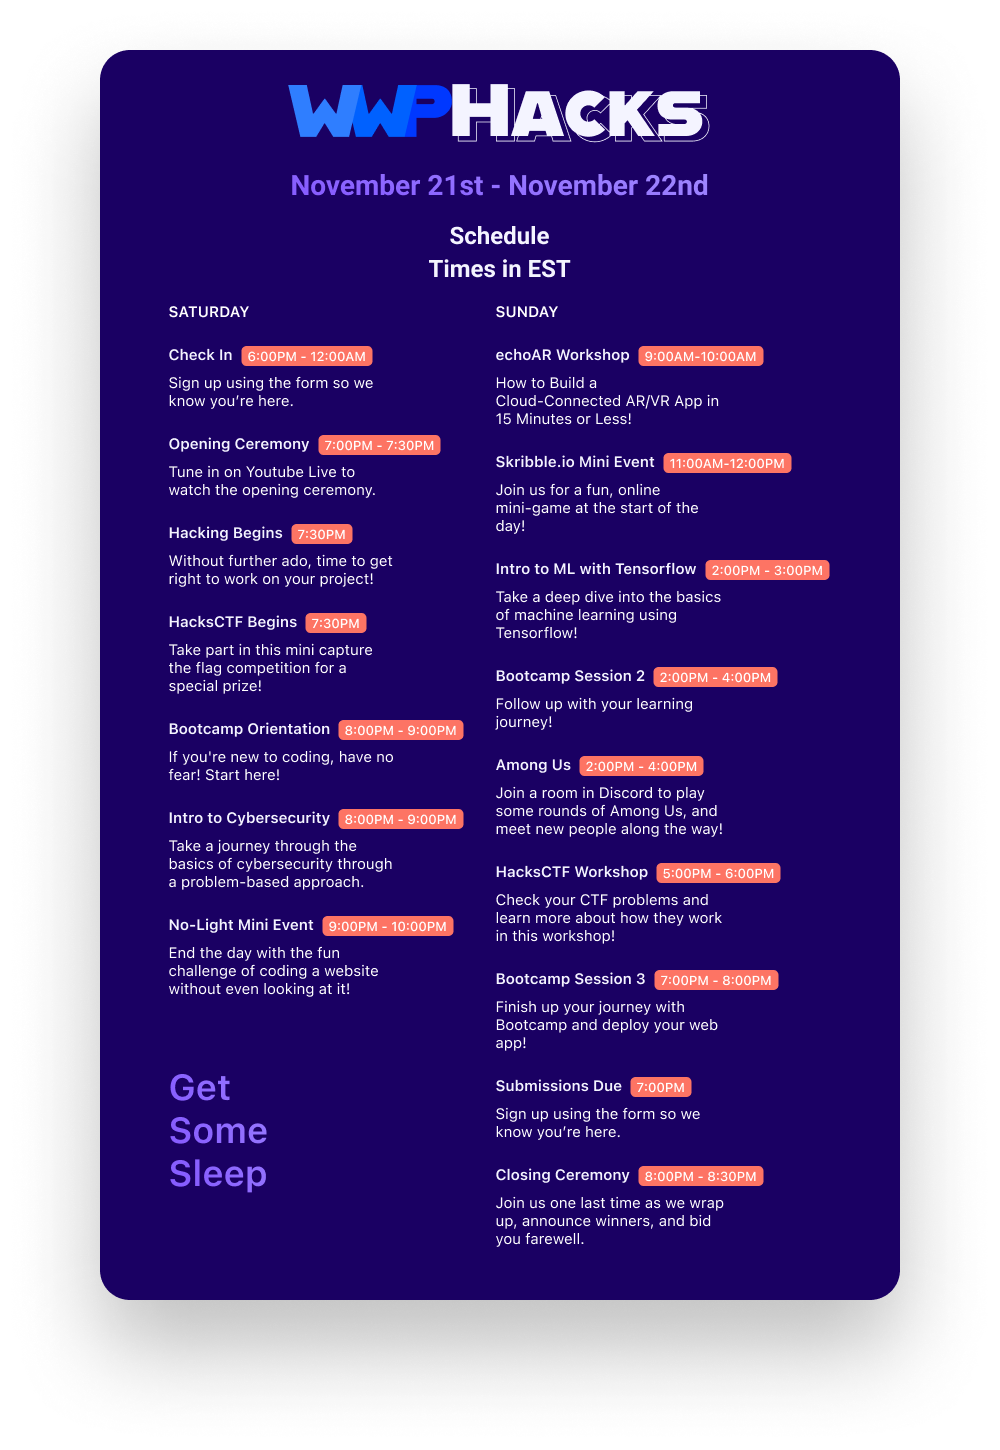 WWPHACKS
November 21st - November 22nd
Schedule
Times in EST
SATURDAY
Check In 6:00PM - 12:00AM
Sign up using the form so we
know you’re here.
Opening Ceremony 7:00PM - 7:30PM
Tune in on Youtube Live to
watch the opening ceremony.
Hacking Begins 7:30PM
Without further ado, time to get
right to work on your project!
HacksCTF Begins 7:30PM
Take part in this mini capture
the flag competition for a
special prize!
Bootcamp Orientation 8:00PM - 9:00PM
If you're new to coding, have no
fear! Start here!
Intro to Cybersecurity 8:00PM - 9:00PM
Take a journey through the
basics of cybersecurity through
a problem-based approach.
No-Light Mini Event 9:00PM - 10:00PM
End the day with the fun
challenge of coding a website
without even looking at it!
Get
Some
Sleep
SUNDAY
echoAR Workshop 9:00AM-10:00AM
How to Build a
Cloud-Connected AR/VR App in
15 Minutes or Less!
Skribble.io Mini Event 11:00AM-12:00PM
Join us for a fun, online
mini-game at the start of the
day!
Intro to ML with Tensorflow 2:00PM - 3:00PM
Take a deep dive into the basics
of machine learning using
Tensorflow!
Bootcamp Session 2 2:00PM - 4:00PM
Follow up with your learning
journey!
Among Us 2:00PM - 4:00PM
Join a room in Discord to play
some rounds of Among Us, and
meet new people along the way!
HacksCTF Workshop 5:00PM - 6:00PM
Check your CTF problems and
learn more about how they work
in this workshop!
Bootcamp Session 3 7:00PM - 8:00PM
Finish up your journey with
Bootcamp and deploy your web
app!
Submissions Due 7:00PM
Sign up using the form so we
know you’re here.
Closing Ceremony 8:00PM - 8:30PM
Join us one last time as we wrap
up, announce winners, and bid
you farewell.